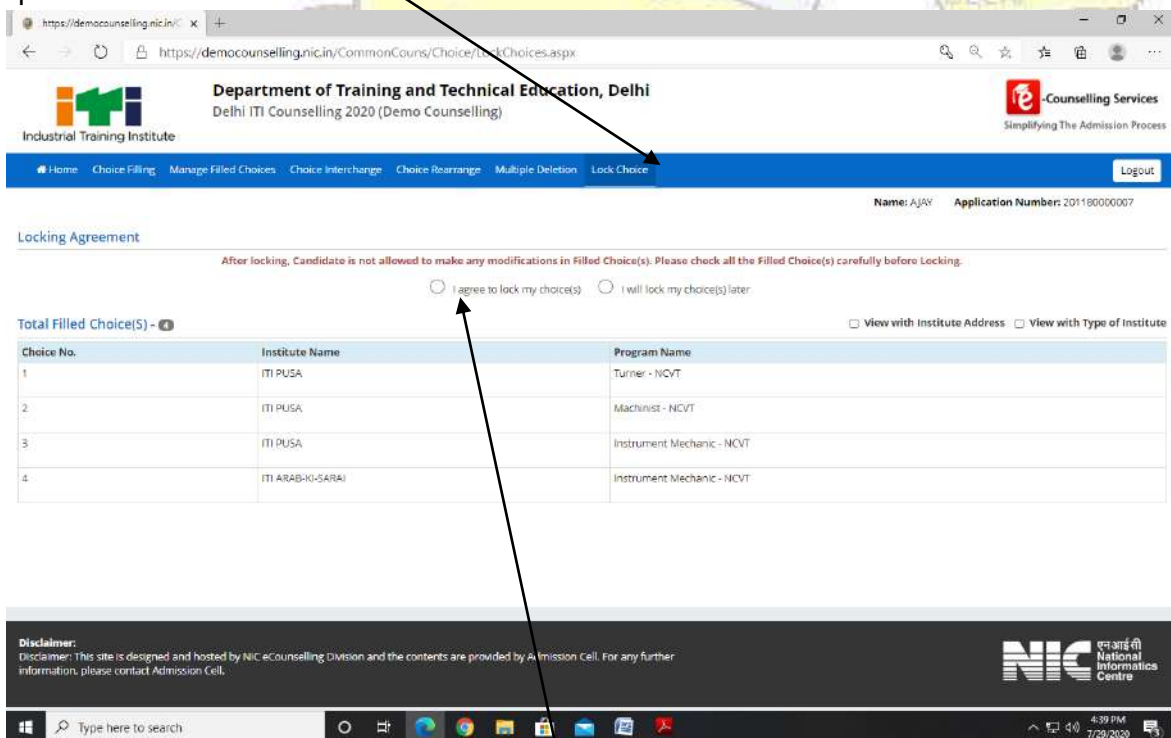 https://democounselling.nic.in/C
https://democounselling.nic.in/CommonCouns/Choice/LockChoices.aspx
Industrial Training Institute
Department of Training and Technical Education, Delhi
Delhi ITI Counselling 2020 (Demo Counselling)
-Counselling Services
Simplifying The Admission Process
Home Choice Filling Manage Filled Choices Choice Interchange Choice Rearrange Multiple Deletion Lock Choice Logout
Name: AJAY Application Number: 201180000007
Locking Agreement
After locking, Candidate is not allowed to make any modifications in Filled Choice(s). Please check all the Filled Choice(s) carefully before Locking.
I agree to lock my choice(s) I will lock my choice(s) later
Total Filled Choice(S) - 4 View with Institute Address View with Type of Institute
Choice No. Institute Name Program Name
1 ITI PUSA Turner - NCVT
2 ITI PUSA Machinist - NCVT
3 ITI PUSA Instrument Mechanic - NCVT
4 ITI ARAB-KI-SARAI Instrument Mechanic - NCVT
Disclaimer:
Disclaimer: This site is designed and hosted by NIC eCounselling Division and the contents are provided by Admission Cell. For any further
information, please contact Admission Cell.
NIC एन आई सी
National
Informatics
Centre
Type here to search
4:39 PM
7/29/2020